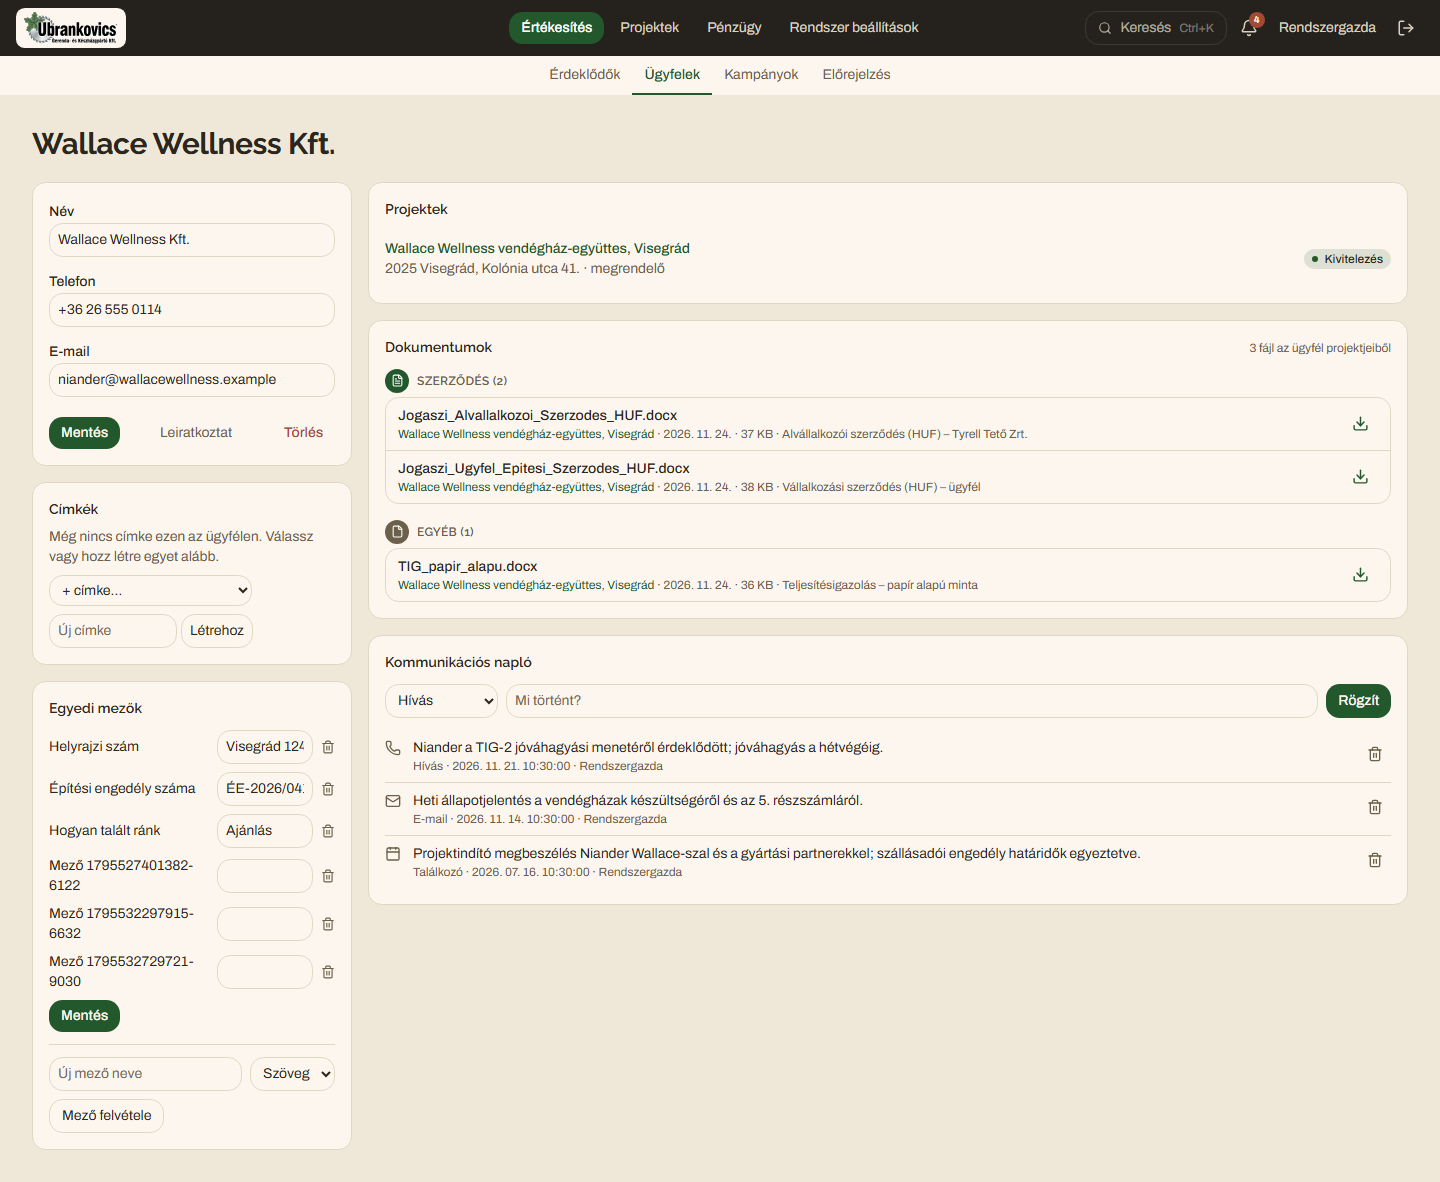 Ubrankovics
Gerenda- és Készházgyártó Kft.
Értékesítés
Projektek
Pénzügy
Rendszer beállítások
Keresés Ctrl+K
4
Rendszergazda
Érdeklődők
Ügyfelek
Kampányok
Előrejelzés
Wallace Wellness Kft.
Név
Wallace Wellness Kft.
Telefon
+36 26 555 0114
E-mail
niander@wallacewellness.example
Mentés
Leiratkoztat
Törlés
Címkék
Még nincs címke ezen az ügyfélen. Válassz
vagy hozz létre egyet alább.
+ címke...
Új címke
Létrehoz
Egyedi mezők
Helyrajzi szám
Visegrád 124
Építési engedély száma
ÉE-2026/04
Hogyan talált ránk
Ajánlás
Mező 1795527401382-
6122
Mező 1795532297915-
6632
Mező 1795532729721-
9030
Mentés
Új mező neve
Szöveg
Mező felvétele
Projektek
Wallace Wellness vendégház-együttes, Visegrád
2025 Visegrád, Kolónia utca 41. · megrendelő
Kivitelezés
Dokumentumok
3 fájl az ügyfél projektjeiből
SZERZŐDÉS (2)
Jogaszi_Alvallalkozoi_Szerzodes_HUF.docx
Wallace Wellness vendégház-együttes, Visegrád · 2026. 11. 24. · 37 KB · Alvállalkozói szerződés (HUF) – Tyrell Tető Zrt.
Jogaszi_Ugyfel_Epitesi_Szerzodes_HUF.docx
Wallace Wellness vendégház-együttes, Visegrád · 2026. 11. 24. · 38 KB · Vállalkozási szerződés (HUF) – ügyfél
EGYÉB (1)
TIG_papir_alapu.docx
Wallace Wellness vendégház-együttes, Visegrád · 2026. 11. 24. · 36 KB · Teljesítésigazolás – papír alapú minta
Kommunikációs napló
Hívás
Mi történt?
Rögzít
Niander a TIG-2 jóváhagyási menetéről érdeklődött; jóváhagyás a hétvégéig.
Hívás · 2026. 11. 21. 10:30:00 · Rendszergazda
Heti állapotjelentés a vendégházak készültségéről és az 5. részszámláról.
E-mail · 2026. 11. 14. 10:30:00 · Rendszergazda
Projektindító megbeszélés Niander Wallace-szal és a gyártási partnerekkel; szállásadói engedély határidők egyeztetve.
Találkozó · 2026. 07. 16. 10:30:00 · Rendszergazda